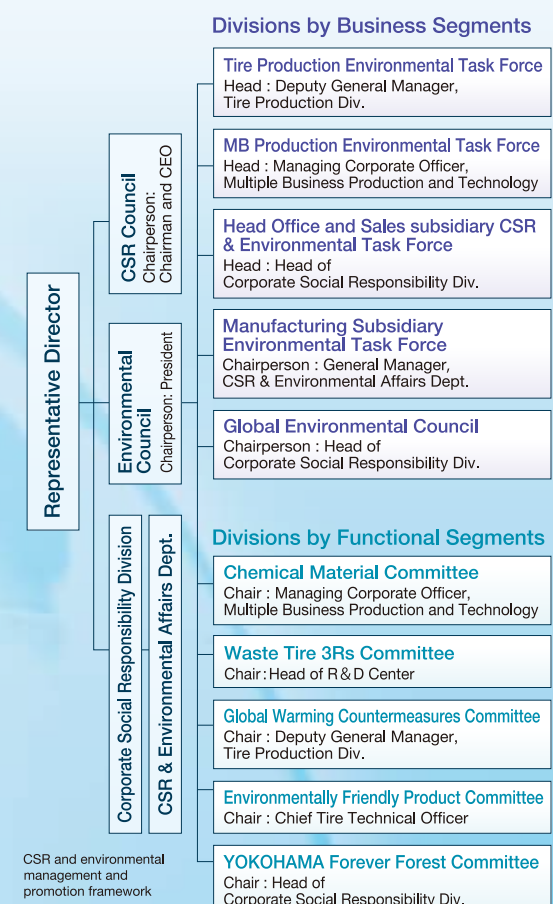 Divisions by Business Segments
Tire Production Environmental Task Force
Head : Deputy General Manager,
Tire Production Div.
MB Production Environmental Task Force
Head : Managing Corporate Officer,
Multiple Business Production and Technology
Head Office and Sales subsidiary CSR
& Environmental Task Force
Head : Head of
Corporate Social Responsibility Div.
Manufacturing Subsidiary
Environmental Task Force
Chairperson : General Manager,
CSR & Environmental Affairs Dept.
Global Environmental Council
Chairperson : Head of
Corporate Social Responsibility Div.
Representative Director
CSR Council
Chairperson:
Chairman and CEO
Environmental
Council
Chairperson: President
Corporate Social Responsibility Division
CSR & Environmental Affairs Dept.
Divisions by Functional Segments
Chemical Material Committee
Chair : Managing Corporate Officer,
Multiple Business Production and Technology
Waste Tire 3Rs Committee
Chair : Head of R&D Center
Global Warming Countermeasures Committee
Chair : Deputy General Manager,
Tire Production Div.
Environmentally Friendly Product Committee
Chair : Chief Tire Technical Officer
YOKOHAMA Forever Forest Committee
Chair : Head of
Corporate Social Responsibility Div.
CSR and environmental
management and
promotion framework